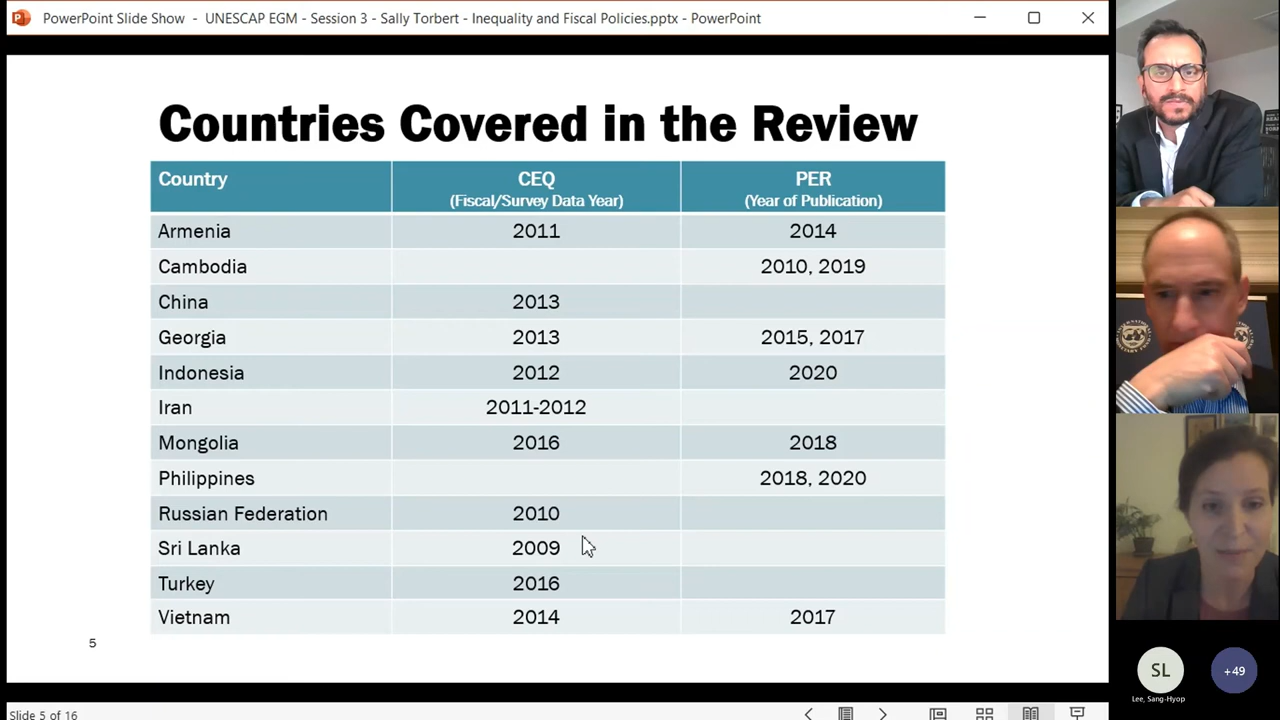 PowerPoint Slide Show - UNESCAP EGM - Session 3 - Sally Torbert - Inequality and Fiscal Policies.pptx - PowerPoint
Countries Covered in the Review
Country CEQ PER
(Fiscal/Survey Data Year) (Year of Publication)
Armenia 2011 2014
Cambodia 2010, 2019
China 2013
Georgia 2013 2015, 2017
Indonesia 2012 2020
Iran 2011-2012
Mongolia 2016 2018
Philippines 2018, 2020
Russian Federation 2010
Sri Lanka 2009
Turkey 2016
Vietnam 2014 2017
5
SL
+49
Lee, Sang-Hyop
Slide 5 of 16